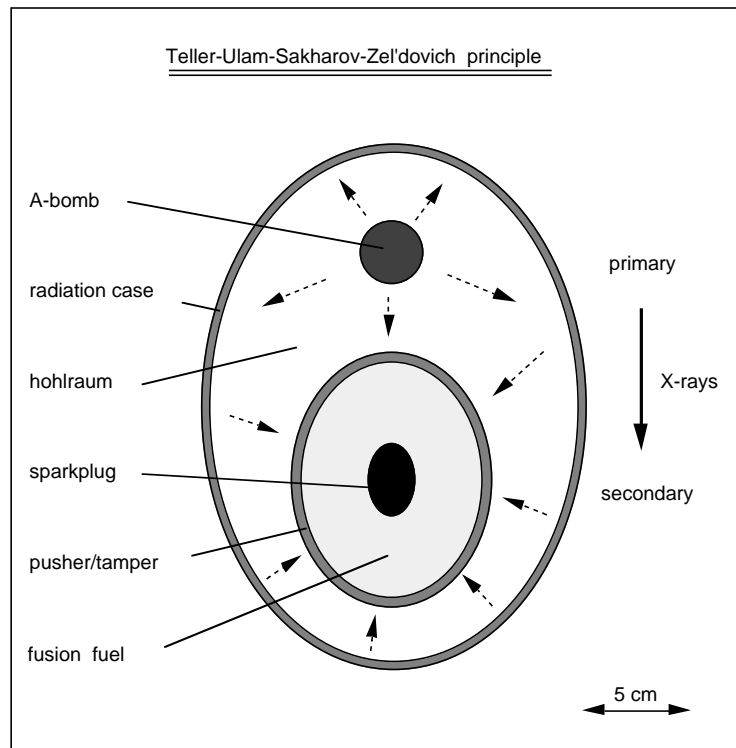 Teller-Ulam-Sakharov-Zel'dovich principle
A-bomb
primary
radiation case
hohlraum
X-rays
sparkplug
secondary
pusher/tamper
fusion fuel
5 cm